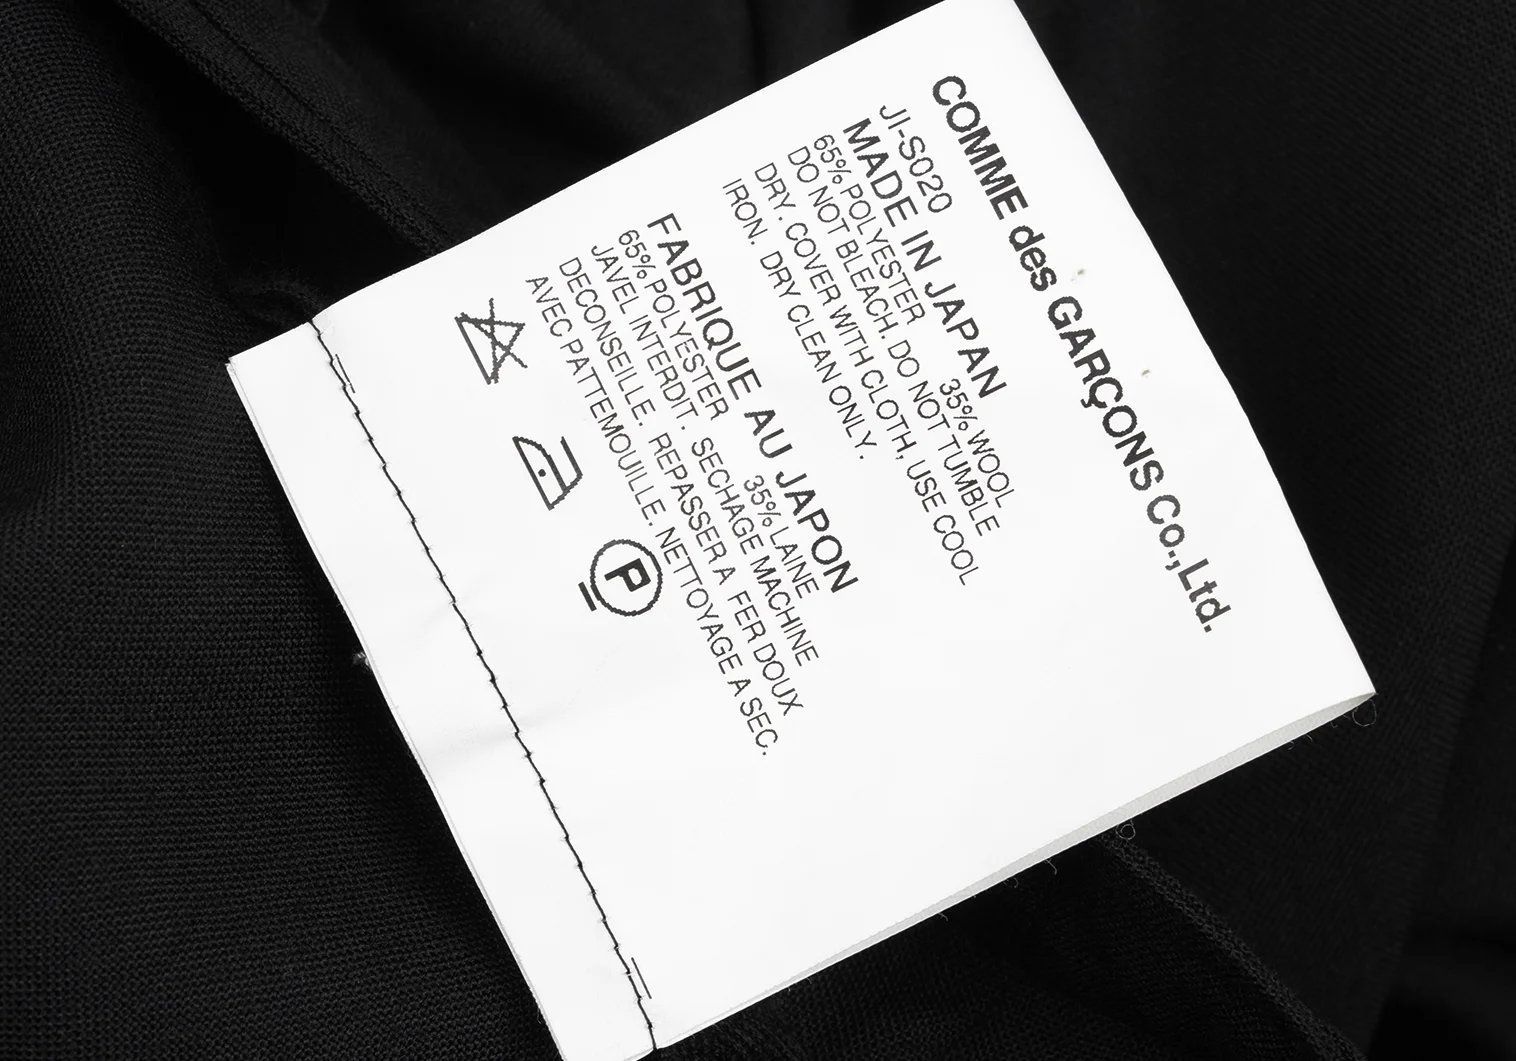 COMME des GARÇONS Co.,Ltd.
JI-S020
MADE IN JAPAN
65% POLYESTER 35% WOOL
DO NOT BLEACH. DO NOT TUMBLE
DRY. COVER WITH CLOTH, USE COOL
IRON. DRY CLEAN ONLY.
FABRIQUE AU JAPON
65% POLYESTER 35% LAINE
JAVEL INTERDIT. SECHAGE MACHINE
DECONSEILLE. REPASSER A FER DOUX
AVEC PATTEMOUILLE. NETTOYAGE A SEC.
P